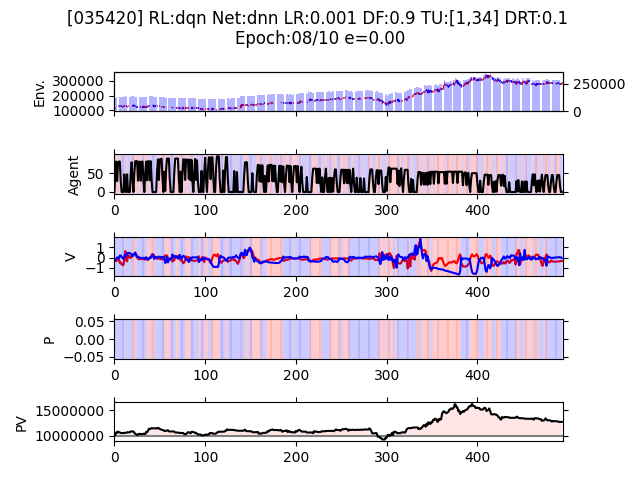 [035420] RL:dqn Net:dnn LR:0.001 DF:0.9 TU:[1,34] DRT:0.1
Epoch:08/10 e=0.00
Env.
300000
200000
100000
250000
0
Agent
50
0
0 100 200 300 400
V
1
0
−1
0 100 200 300 400
P
0.05
0.00
−0.05
0 100 200 300 400
PV
15000000
10000000
0 100 200 300 400